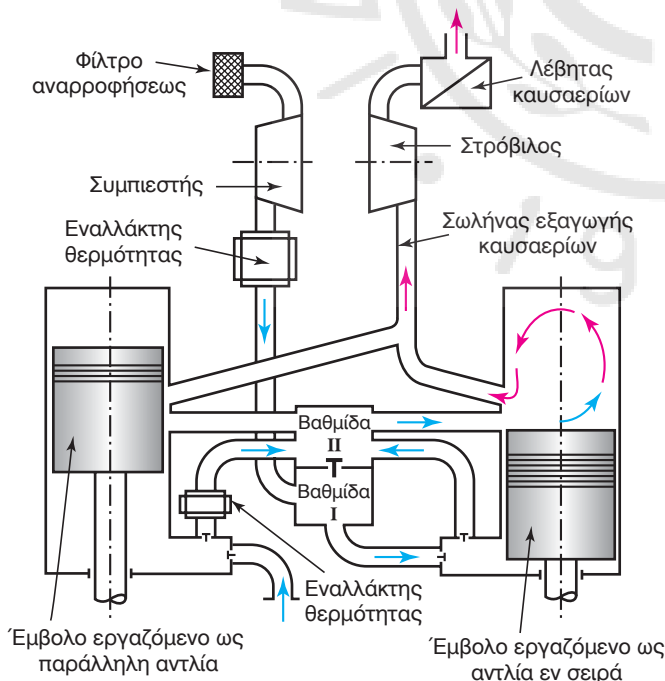 Φίλτρο
αναρροφήσεως
Λέβητας
καυσαερίων
Στρόβιλος
Συμπιεστής
Εναλλάκτης
θερμότητας
Σωλήνας εξαγωγής
καυσαερίων
Βαθμίδα
II
Βαθμίδα
I
Εναλλάκτης
θερμότητας
Έμβολο εργαζόμενο ως
παράλληλη αντλία
Έμβολο εργαζόμενο ως
αντλία εν σειρά